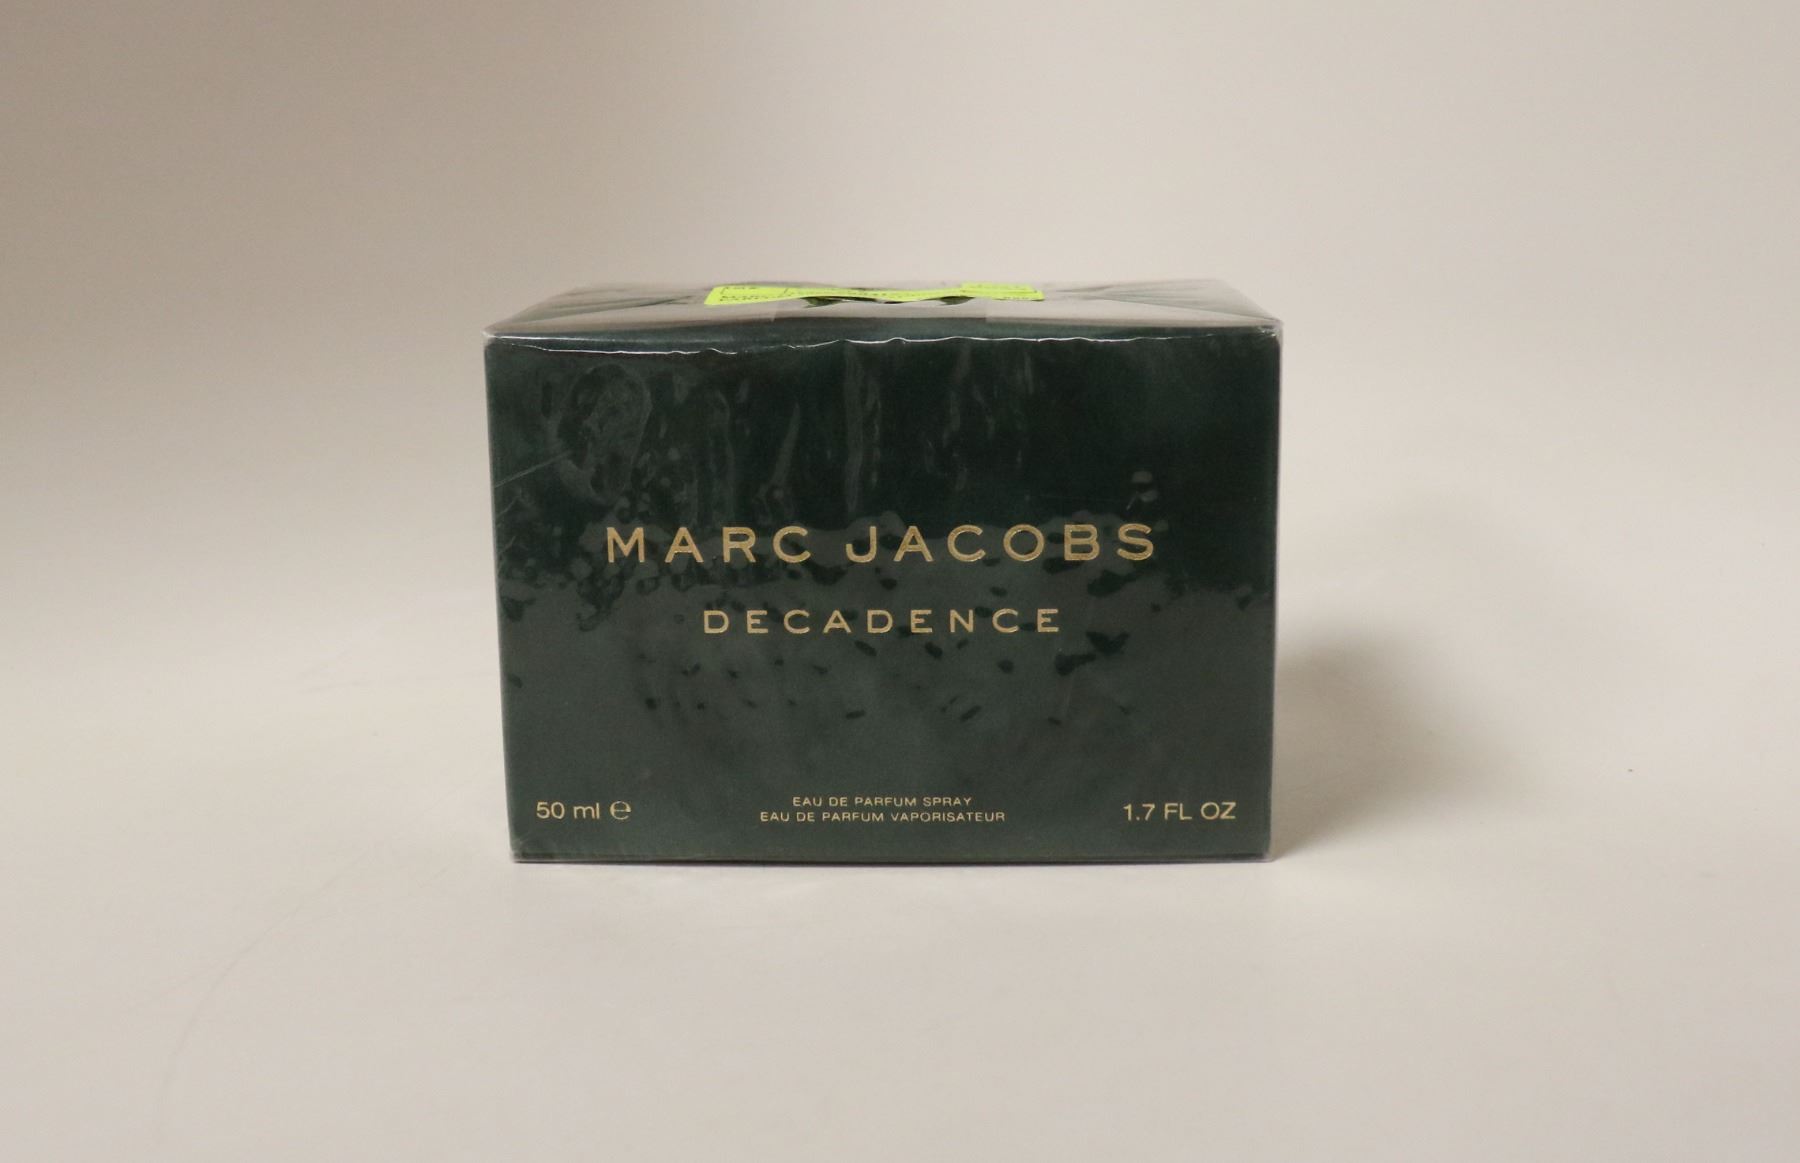 MARC JACOBS
DECADENCE
50 ml ℮
EAU DE PARFUM SPRAY
EAU DE PARFUM VAPORISATEUR
1.7 FL OZ